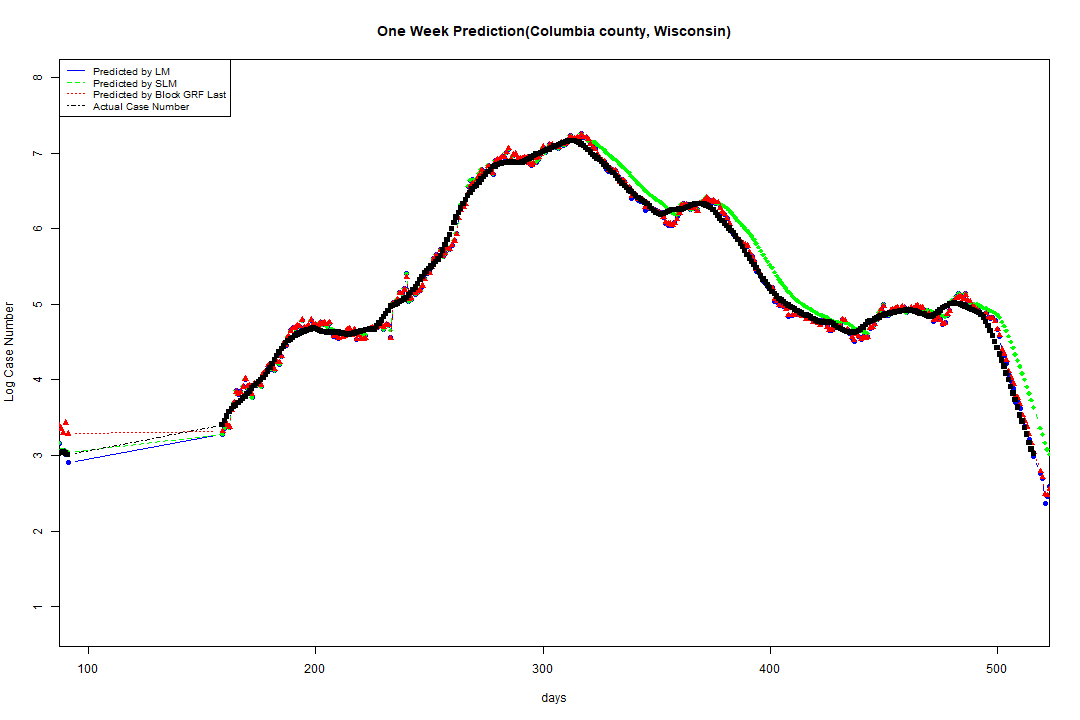 One Week Prediction(Columbia county, Wisconsin)
Predicted by LM
Predicted by SLM
Predicted by Block GRF Last
Actual Case Number
Log Case Number
8
7
6
5
4
3
2
1
100 200 300 400 500
days